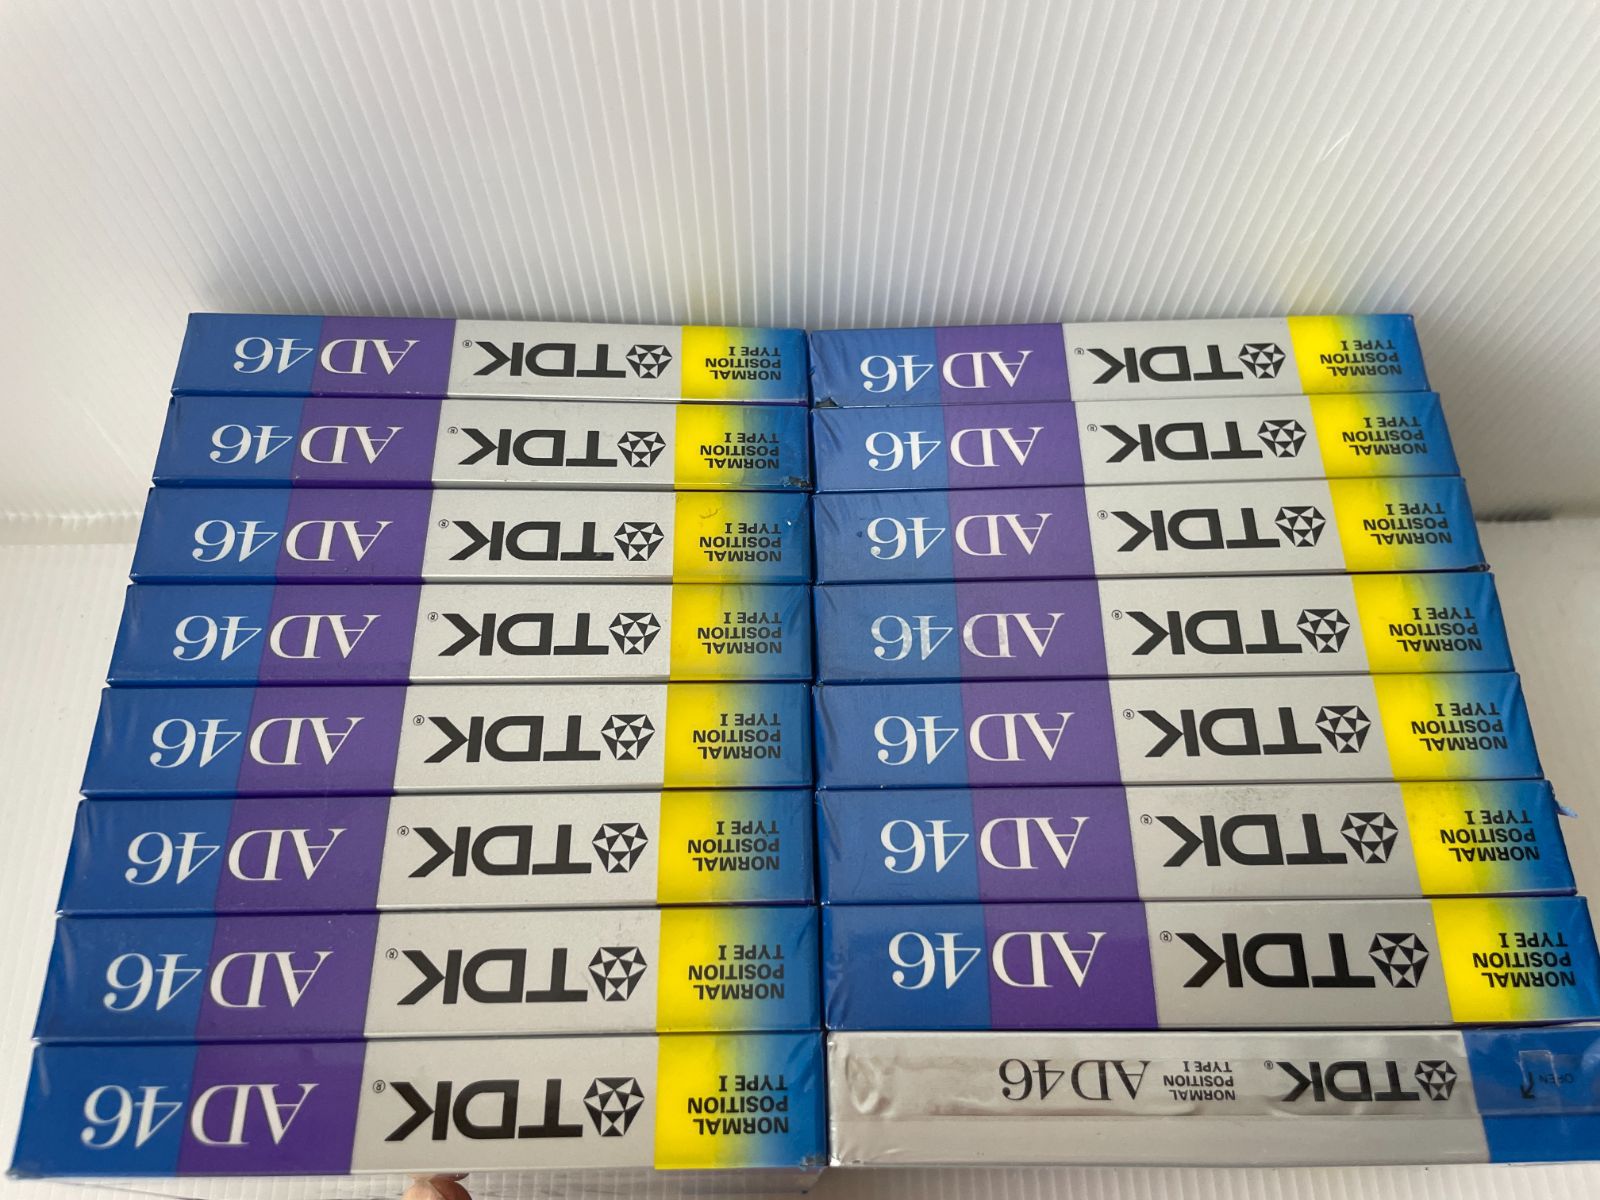 OPEN
TDK®
NORMAL
POSITION
TYPE I
AD46
NORMAL
POSITION
TYPE I
TDK®
AD46
NORMAL
POSITION
TYPE I
TDK®
AD46
NORMAL
POSITION
TYPE I
TDK®
AD46
NORMAL
POSITION
TYPE I
TDK®
AD46
NORMAL
POSITION
TYPE I
TDK®
AD46
NORMAL
POSITION
TYPE I
TDK®
AD46
NORMAL
POSITION
TYPE I
TDK®
AD46
NORMAL
POSITION
TYPE I
TDK®
AD46
NORMAL
POSITION
TYPE I
TDK®
AD46
NORMAL
POSITION
TYPE I
TDK®
AD46
NORMAL
POSITION
TYPE I
TDK®
AD46
NORMAL
POSITION
TYPE I
TDK®
AD46
NORMAL
POSITION
TYPE I
TDK®
AD46
NORMAL
POSITION
TYPE I
TDK®
AD46
NORMAL
POSITION
TYPE I
TDK®
AD46